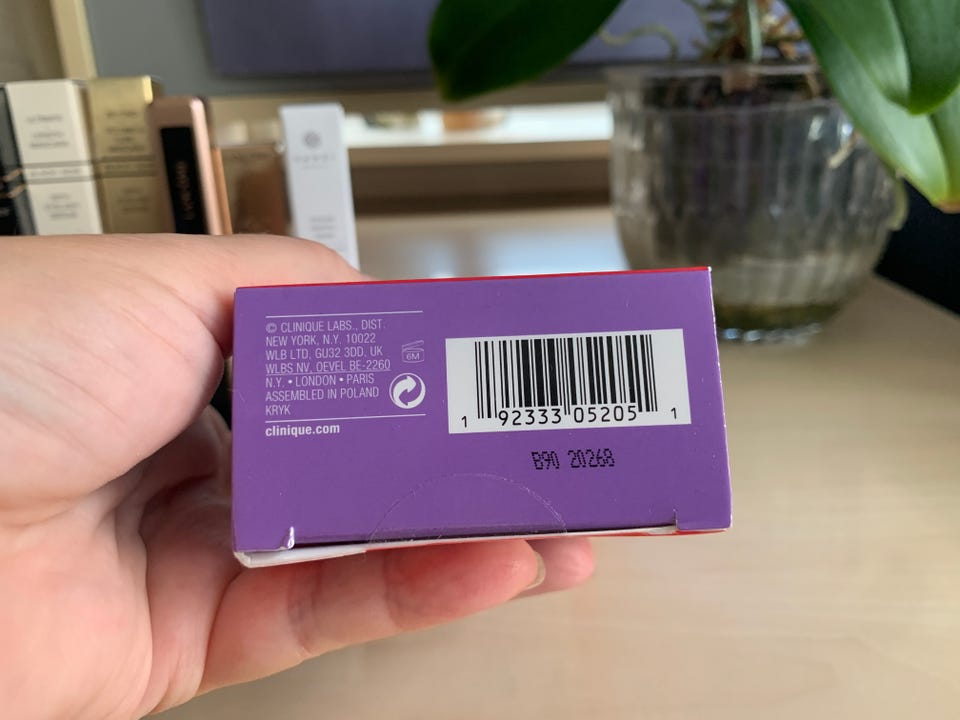 © CLINIQUE LABS., DIST.
NEW YORK, N.Y. 10022
WLB LTD, GU32 3DD, UK
WLBS NV, OEVEL BE-2260
N.Y. • LONDON • PARIS
ASSEMBLED IN POLAND
KRYK
clinique.com
6M
1 92333 05205 1
B90 20268